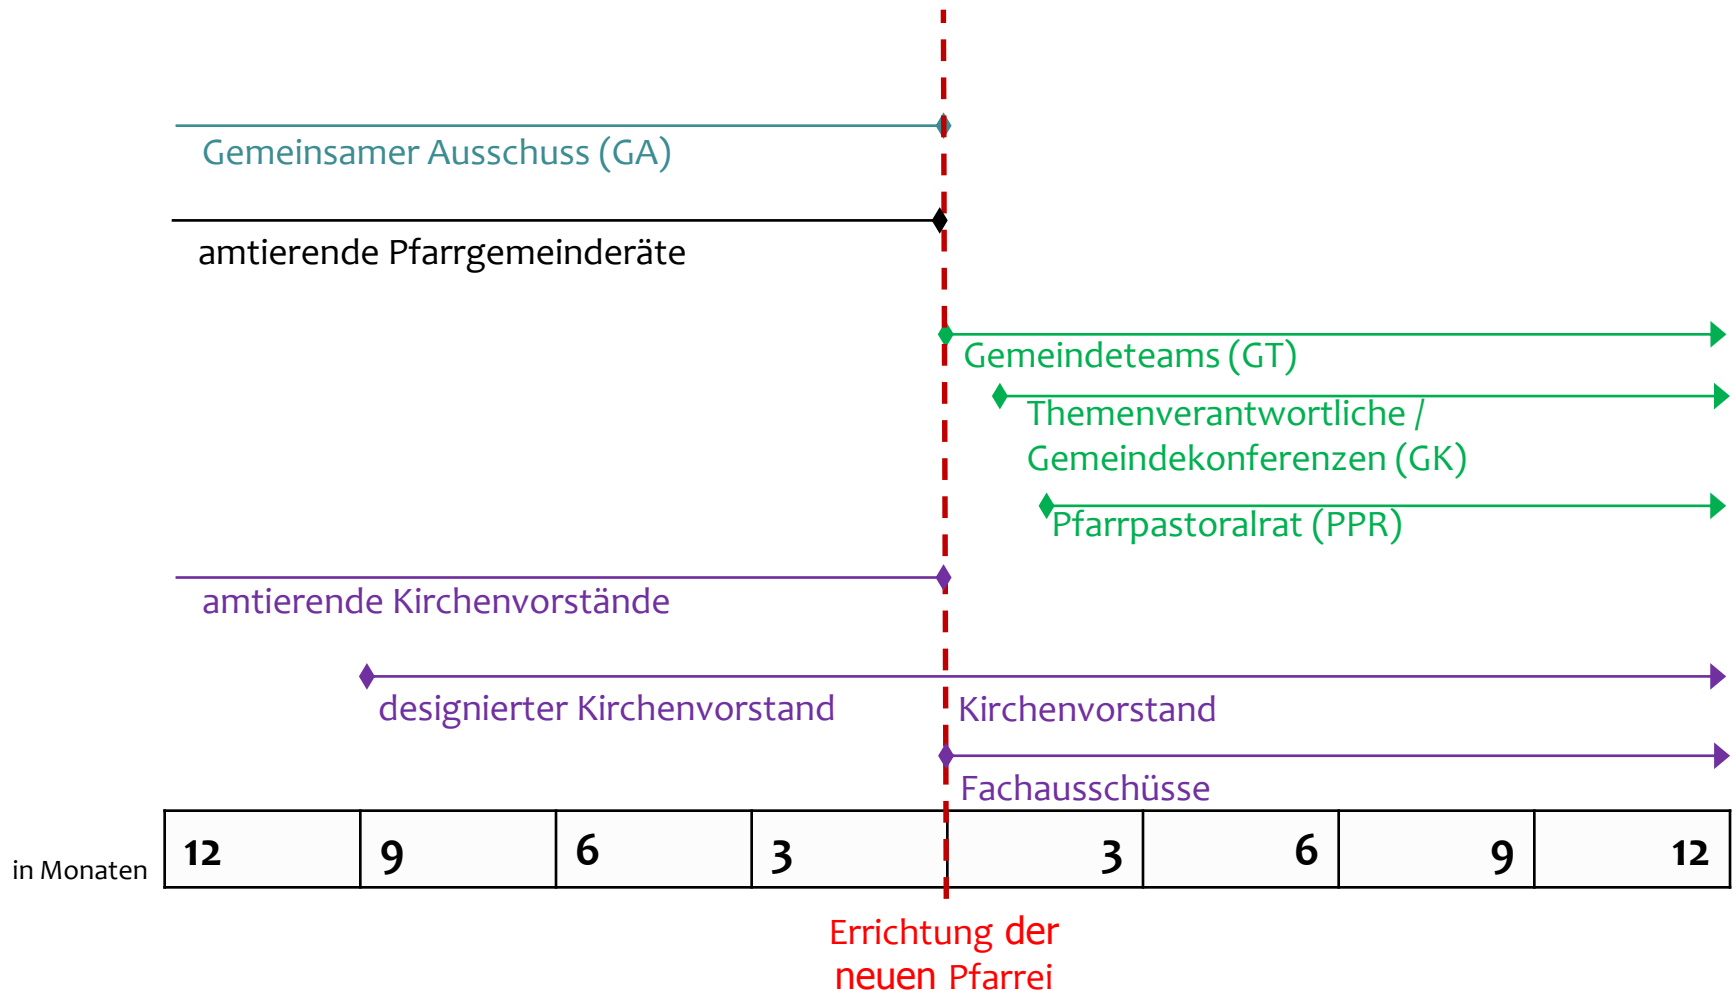 Gemeinsamer Ausschuss (GA)
amtierende Pfarrgemeinderäte
Gemeindeteams (GT)
Themenverantwortliche /
Gemeindekonferenzen (GK)
Pfarrpastoralrat (PPR)
amtierende Kirchenvorstände
designierter Kirchenvorstand
Kirchenvorstand
Fachausschüsse
in Monaten 12 9 6 3 3 6 9 12
Errichtung der
neuen Pfarrei